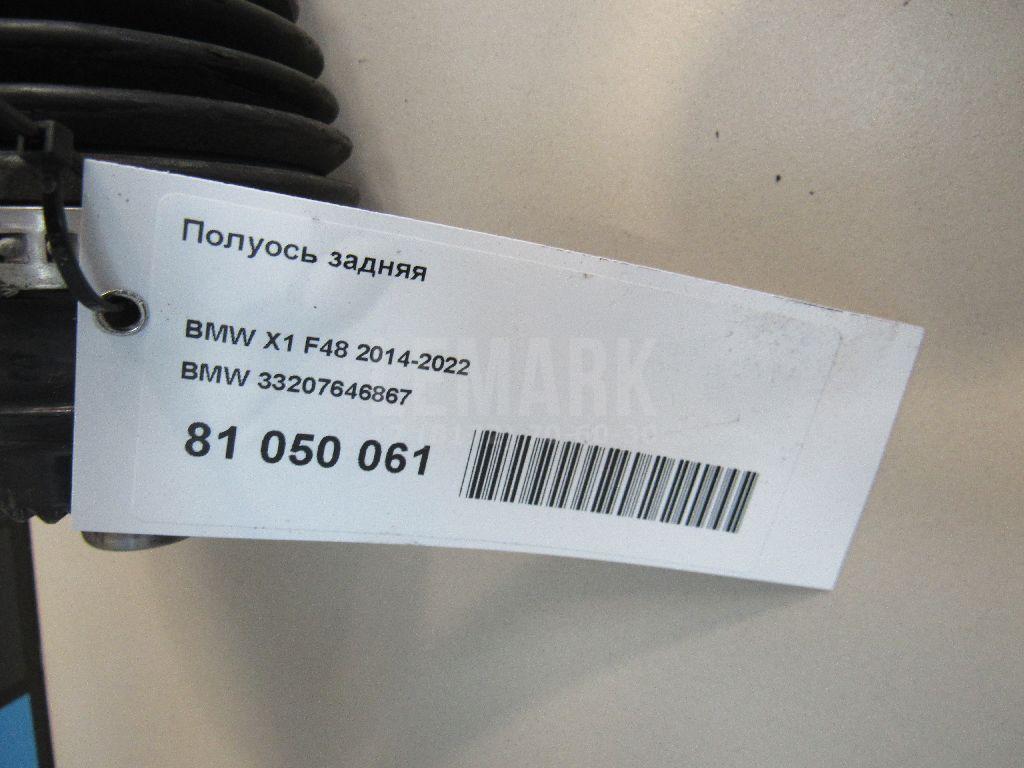 Полуось задняя
BMW X1 F48 2014-2022
BMW 33207646867
81 050 061